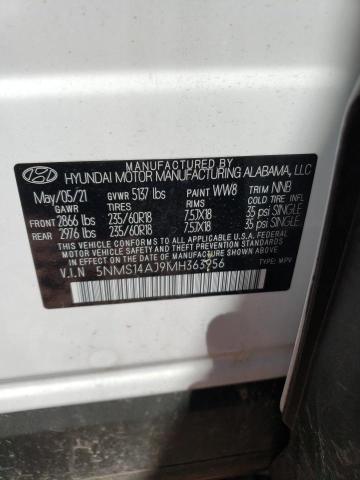 MANUFACTURED BY
HYUNDAI MOTOR MANUFACTURING ALABAMA, LLC
May/05/21 GVWR 5137 lbs PAINT WW8 TRIM NNB
GAWR TIRES RIMS COLD TIRE INFL
FRONT 2866 lbs 235/60R18 7.5JX18 35 psi SINGLE
REAR 2976 lbs 235/60R18 7.5JX18 35 psi SINGLE
THIS VEHICLE CONFORMS TO ALL APPLICABLE
FEDERAL MOTOR VEHICLE SAFETY STANDARDS
IN EFFECT ON THE DATE OF MANUFACTURE SHOWN ABOVE.
V.I.N 5NMS14AJ9MH363956
TYPE: MPV